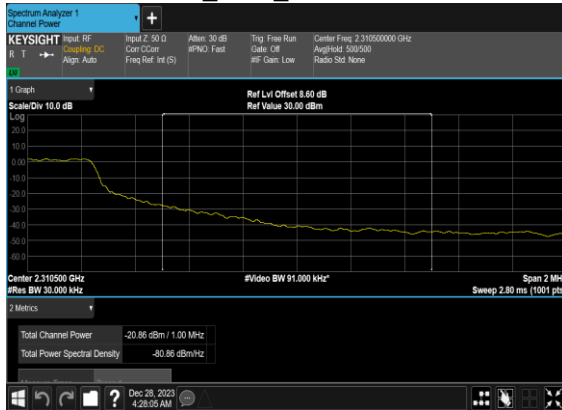 Spectrum Analyzer 1
Channel Power
+
KEYSIGHT
R T
LXI
Input: RF
Coupling: DC
Align: Auto
Input Z: 50 Ω
Corr CCorr
Freq Ref: Int (S)
Atten: 30 dB
#PNO: Fast
Trig: Free Run
Gate: Off
#IF Gain: Low
Center Freq: 2.310500000 GHz
Avg|Hold: 500/500
Radio Std: None
1 Graph
Scale/Div 10.0 dB
Ref Lvl Offset 8.60 dB
Ref Value 30.00 dBm
Log
20.0
10.0
0.00
-10.0
-20.0
-30.0
-40.0
-50.0
-60.0
Center 2.310500 GHz
#Res BW 30.000 kHz
#Video BW 91.000 kHz*
Span 2 MH
Sweep 2.80 ms (1001 pts
2 Metrics
Total Channel Power -20.86 dBm / 1.00 MHz
Total Power Spectral Density -80.86 dBm/Hz
?
Dec 28, 2023
4:28:05 AM